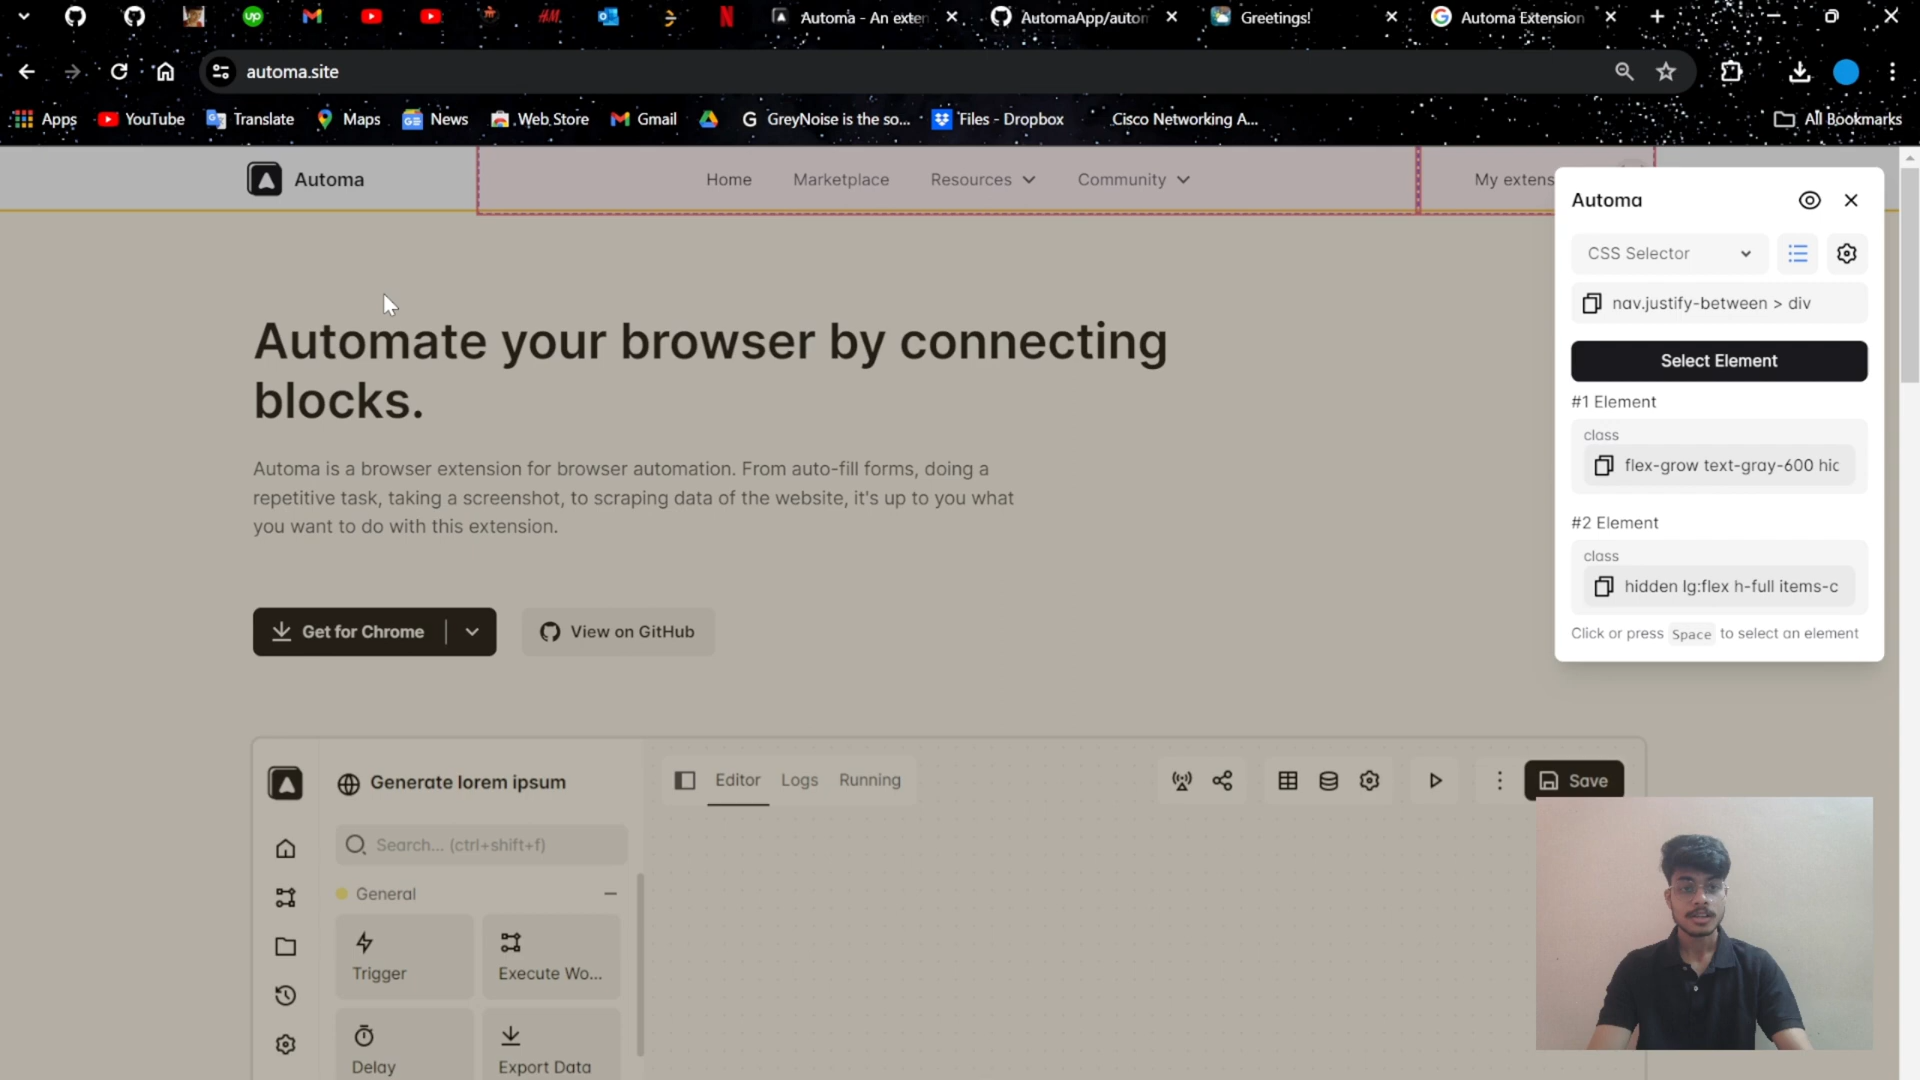 Automa - An exten
AutomaApp/autom
Greetings!
Automa Extension
automa.site
Apps
YouTube
Translate
Maps
News
Web Store
Gmail
GreyNoise is the so...
Files - Dropbox
Cisco Networking A...
All Bookmarks
Automa
Home
Marketplace
Resources
Community
My extens
Automate your browser by connecting
blocks.
Automa is a browser extension for browser automation. From auto-fill forms, doing a
repetitive task, taking a screenshot, to scraping data of the website, it's up to you what
you want to do with this extension.
Get for Chrome
View on GitHub
Automa
CSS Selector
nav.justify-between > div
Select Element
#1 Element
class
flex-grow text-gray-600 hic
#2 Element
class
hidden lg:flex h-full items-c
Click or press Space to select an element
Generate lorem ipsum
Editor
Logs
Running
Save
Search... (ctrl+shift+f)
General
Trigger
Execute Wo...
Delay
Export Data